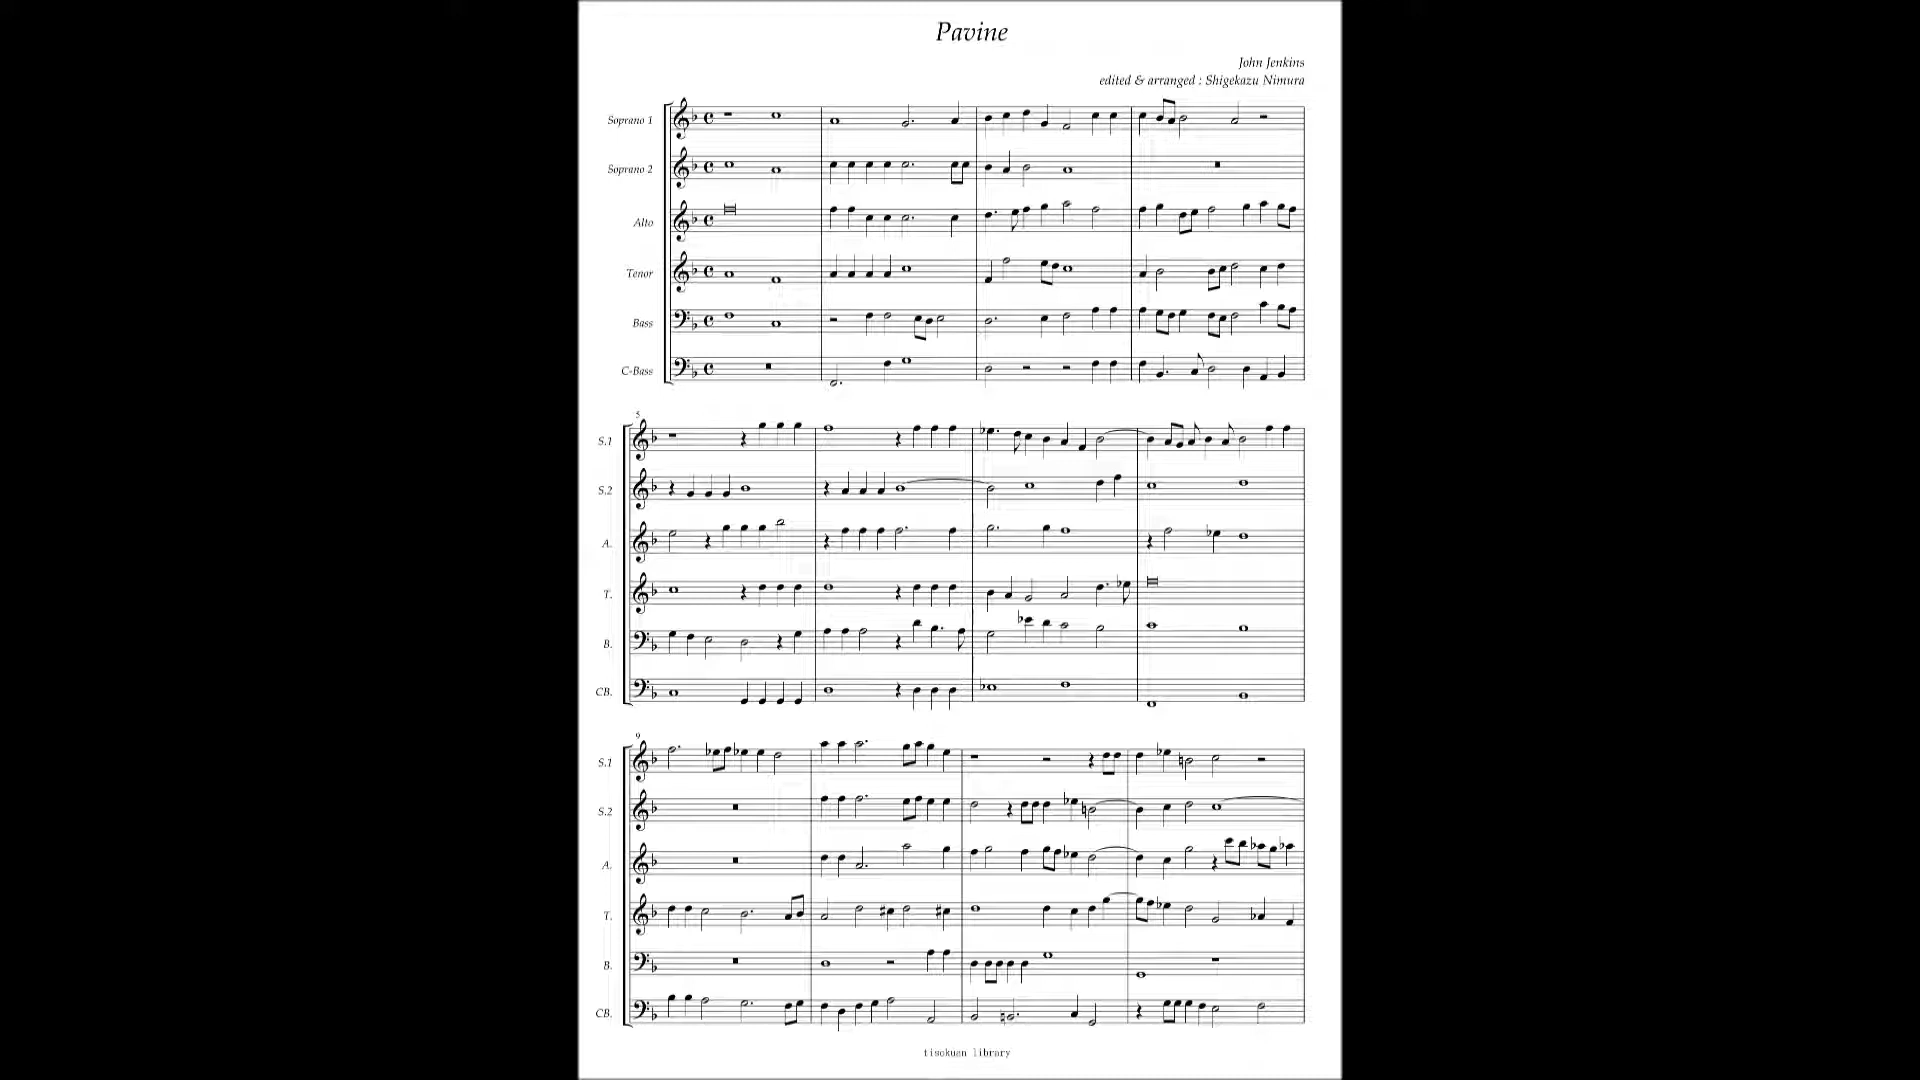 Pavine
John Jenkins
edited & arranged : Shigekazu Nimura
Soprano 1
Soprano 2
Alto
Tenor
Bass
C-Bass
5
S.1
S.2
A.
T.
B.
CB.
9
S.1
S.2
A.
T.
B.
CB.
tisokuan library